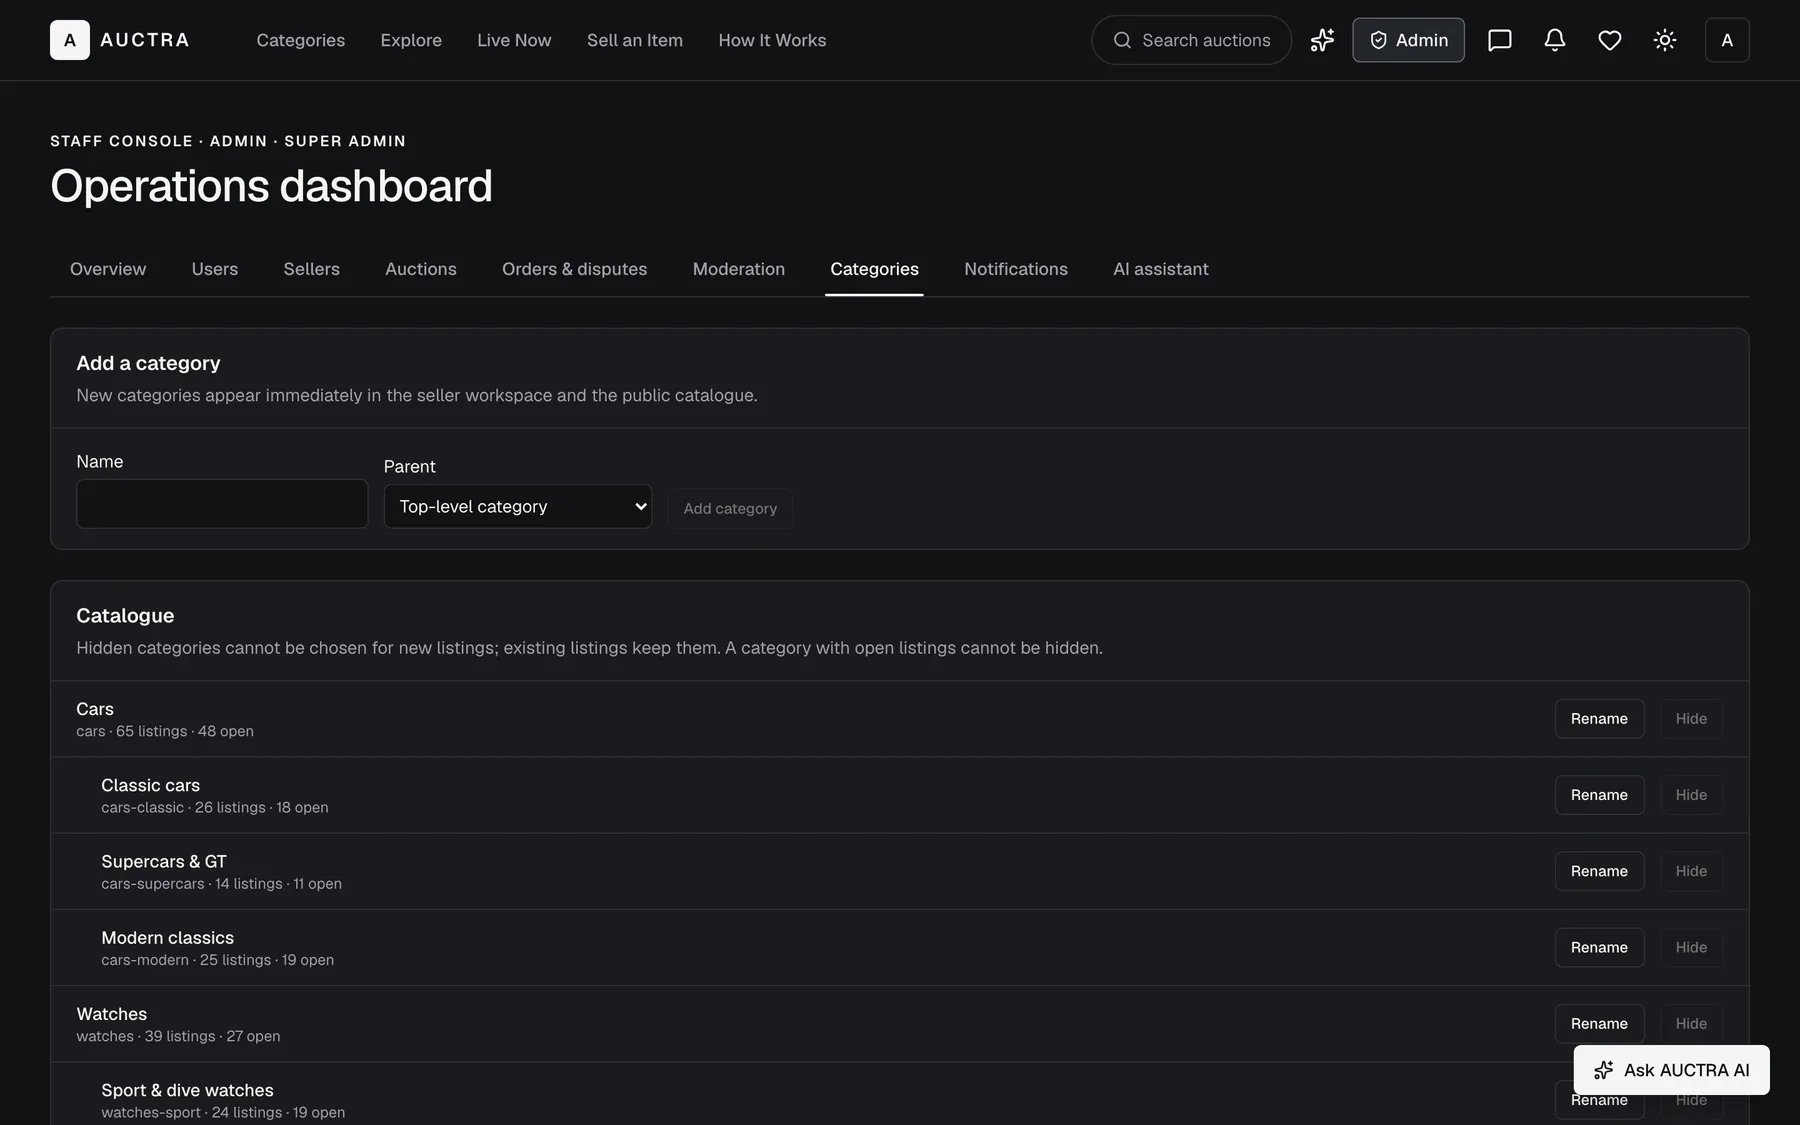 A AUCTRA Categories Explore Live Now Sell an Item How It Works Search auctions Admin A
STAFF CONSOLE · ADMIN · SUPER ADMIN
Operations dashboard
Overview Users Sellers Auctions Orders & disputes Moderation Categories Notifications AI assistant
Add a category
New categories appear immediately in the seller workspace and the public catalogue.
Name Parent
Top-level category Add category
Catalogue
Hidden categories cannot be chosen for new listings; existing listings keep them. A category with open listings cannot be hidden.
Cars
cars · 65 listings · 48 open
Rename Hide
Classic cars
cars-classic · 26 listings · 18 open
Rename Hide
Supercars & GT
cars-supercars · 14 listings · 11 open
Rename Hide
Modern classics
cars-modern · 25 listings · 19 open
Rename Hide
Watches
watches · 39 listings · 27 open
Rename Hide
Ask AUCTRA AI
Sport & dive watches
watches-sport · 24 listings · 19 open
Rename Hide